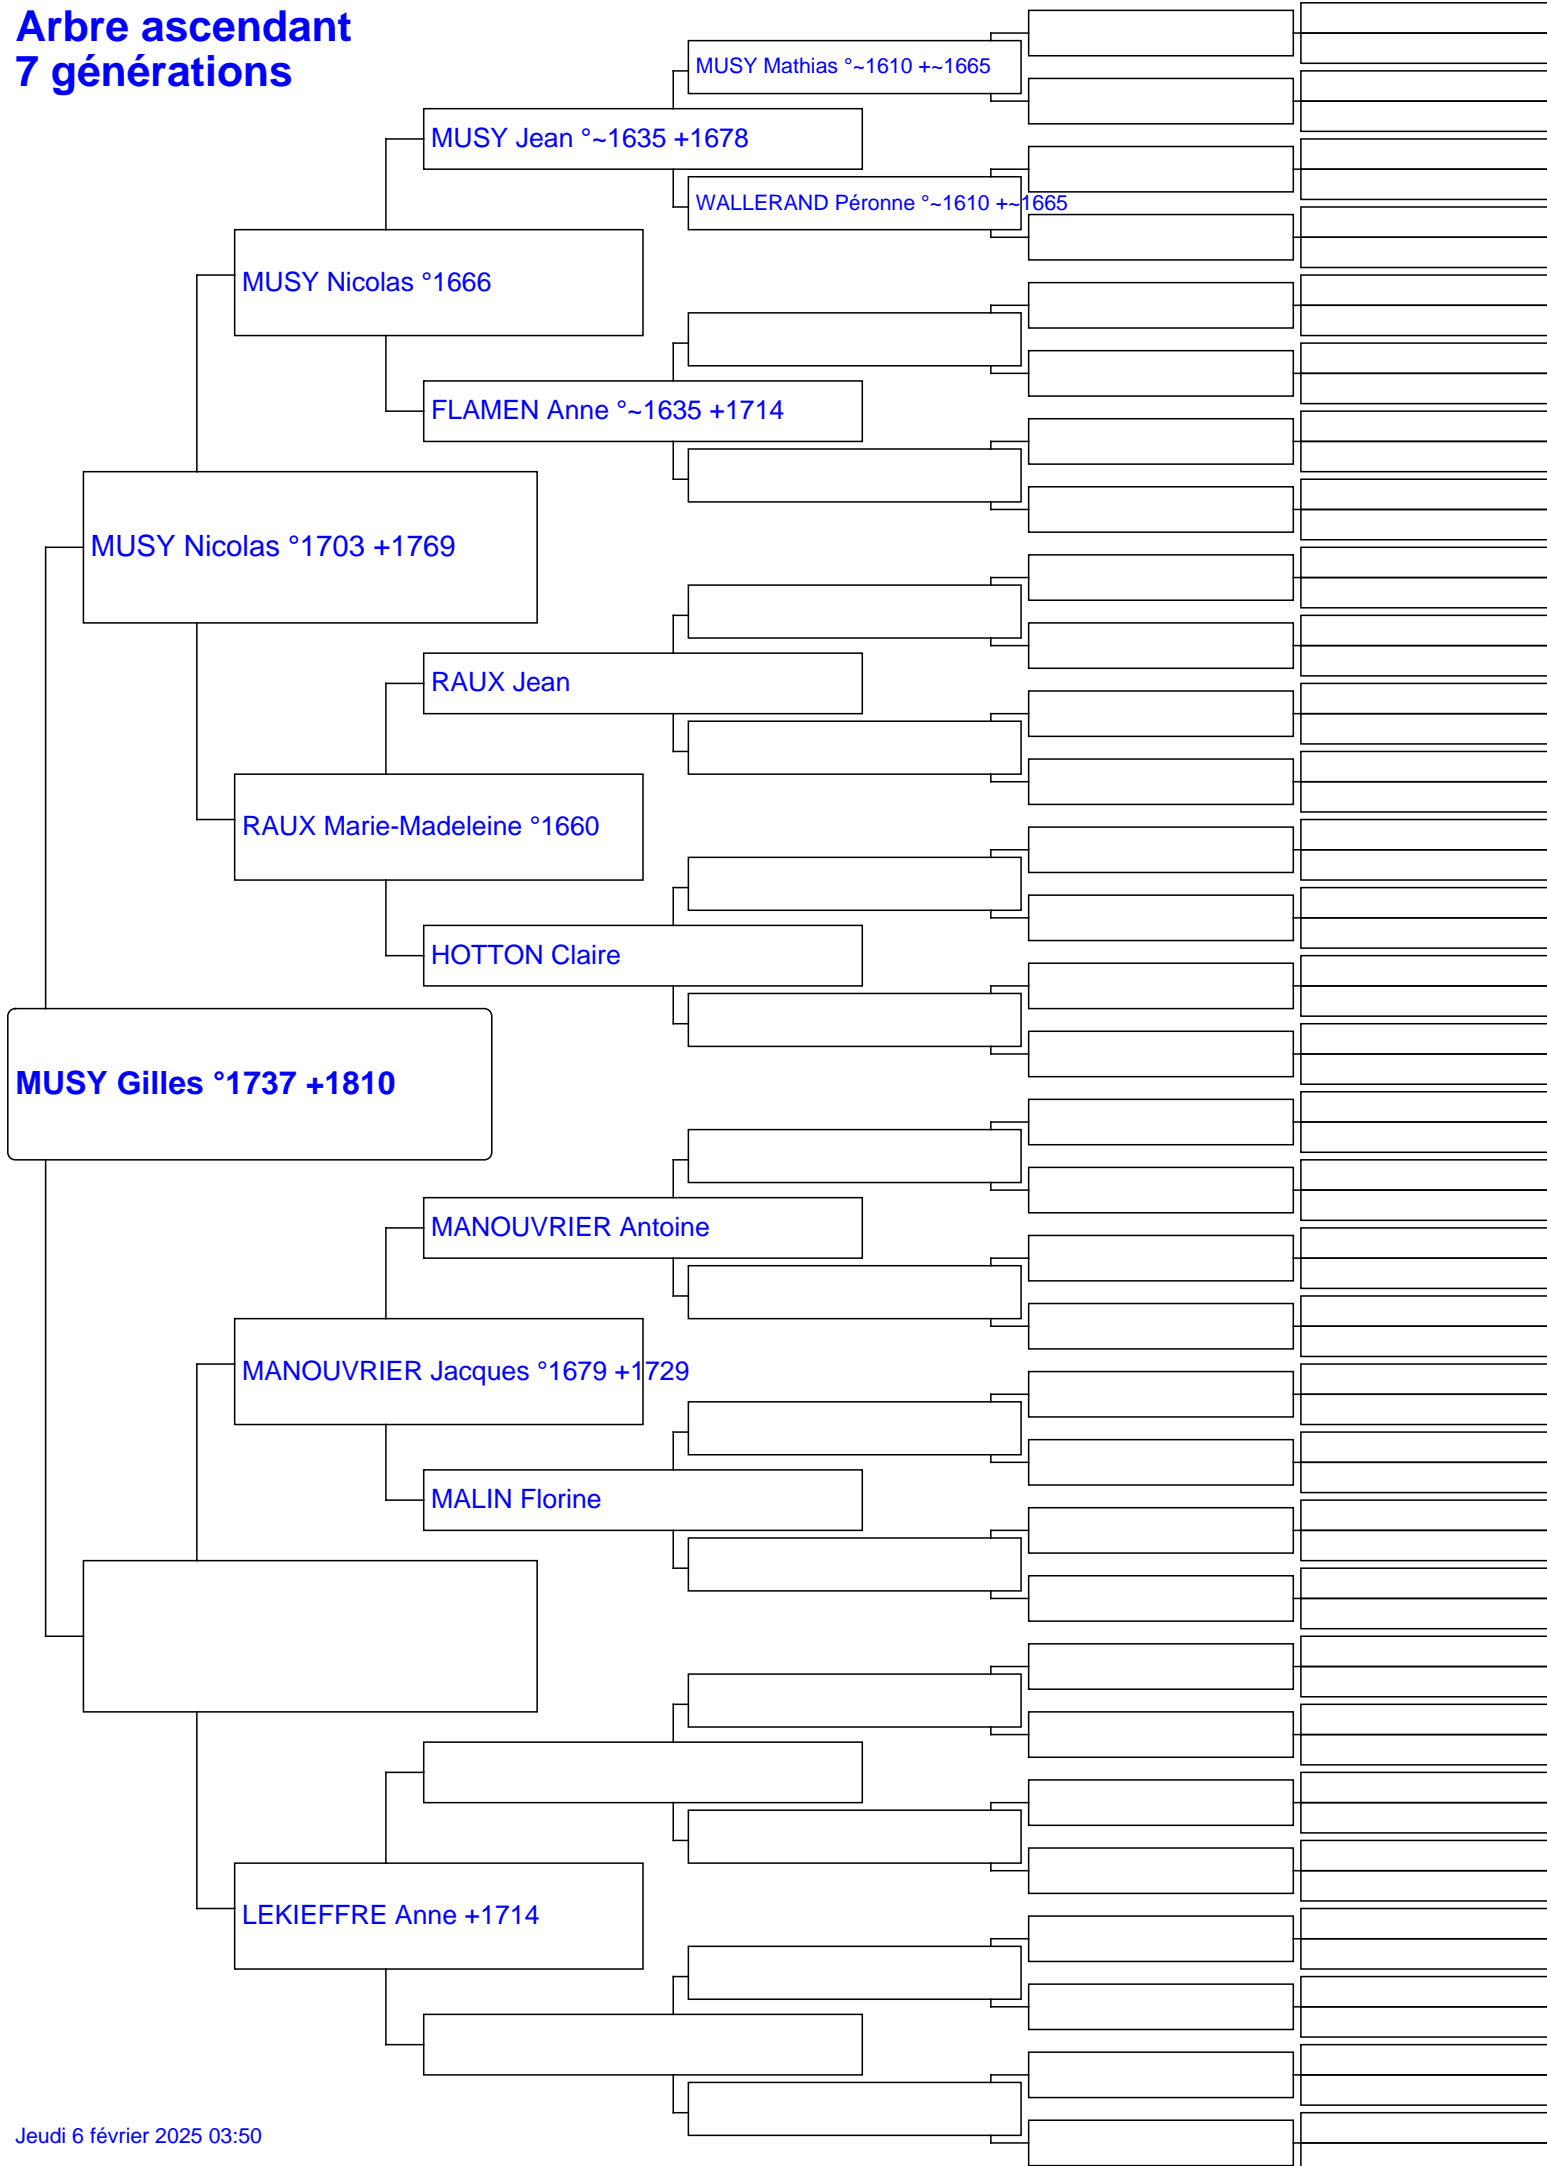 Arbre ascendant
7 générations
MUSY Mathias °~1610 +~1665
MUSY Jean °~1635 +1678
WALLERAND Péronne °~1610 +~1665
MUSY Nicolas °1666
FLAMEN Anne °~1635 +1714
MUSY Nicolas °1703 +1769
RAUX Jean
RAUX Marie-Madeleine °1660
HOTTON Claire
MUSY Gilles °1737 +1810
MANOUVRIER Antoine
MANOUVRIER Jacques °1679 +1729
MALIN Florine
LEKIEFFRE Anne +1714
Jeudi 6 février 2025 03:50